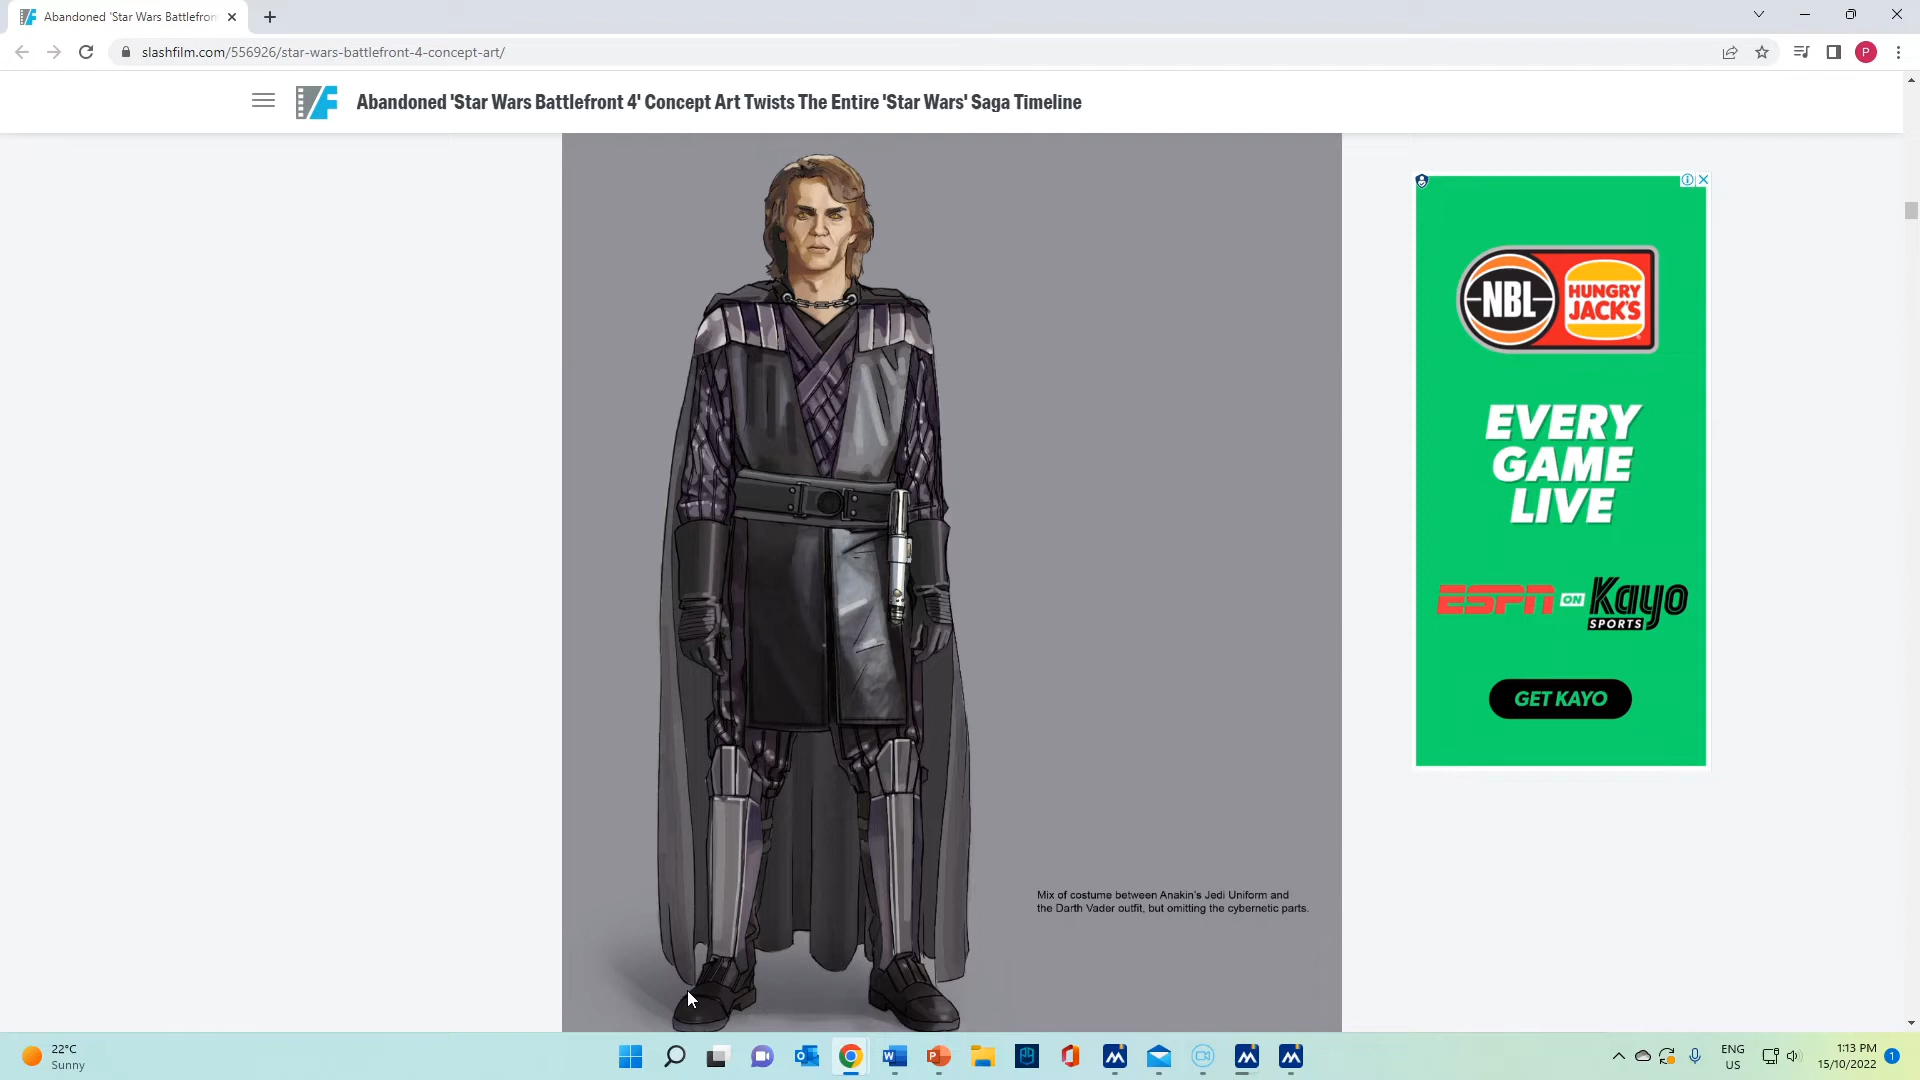 Abandoned 'Star Wars Battlefron
slashfilm.com/556926/star-wars-battlefront-4-concept-art/
P
Abandoned 'Star Wars Battlefront 4' Concept Art Twists The Entire 'Star Wars' Saga Timeline
NBL
HUNGRY
JACK'S
EVERY
GAME
LIVE
ESPN ON Kayo
SPORTS
GET KAYO
Mix of costume between Anakin's Jedi Uniform and
the Darth Vader outfit, but omitting the cybernetic parts.
22°C
Sunny
ENG
US
1:13 PM
15/10/2022
1